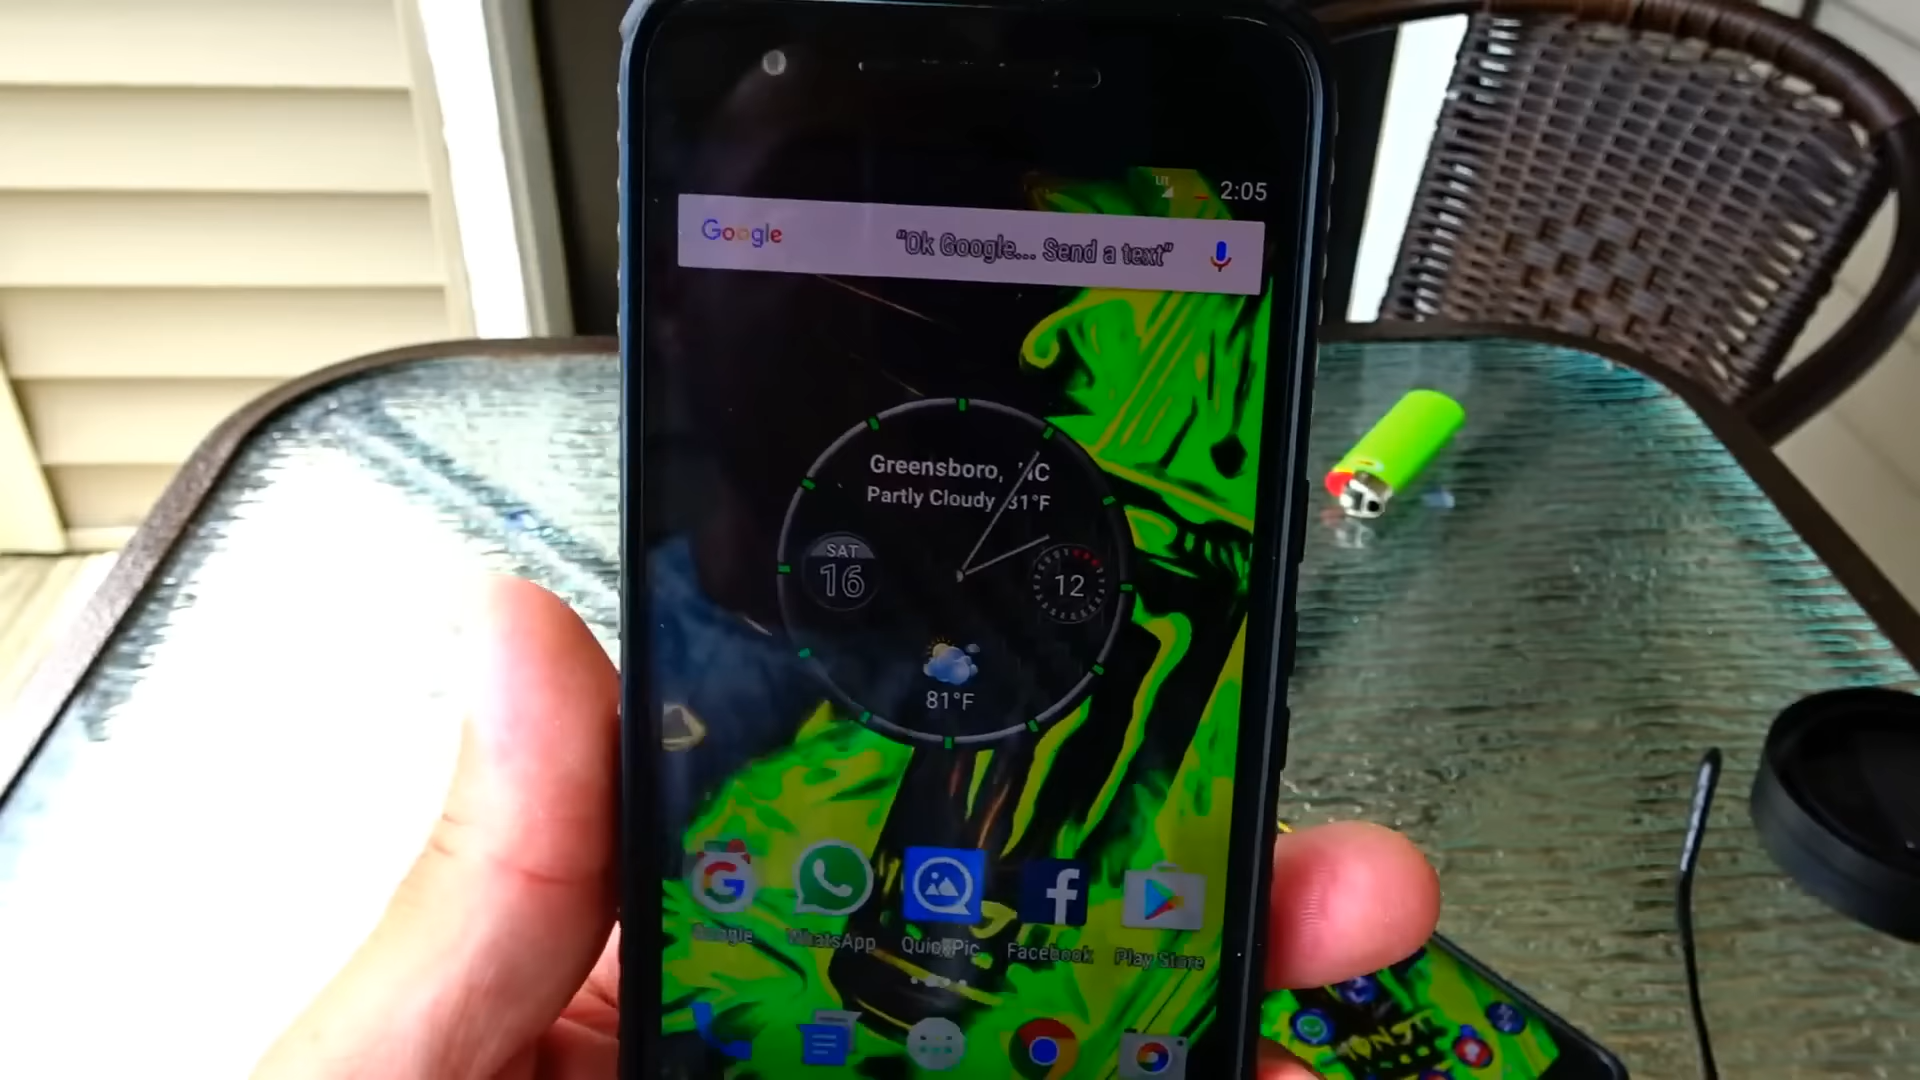 LTE
2:05
Google
"Ok Google... Send a text"
Greensboro, NC
Partly Cloudy 81°F
SAT
16
12
81°F
Google
WhatsApp
QuickPic
Facebook
Play Store